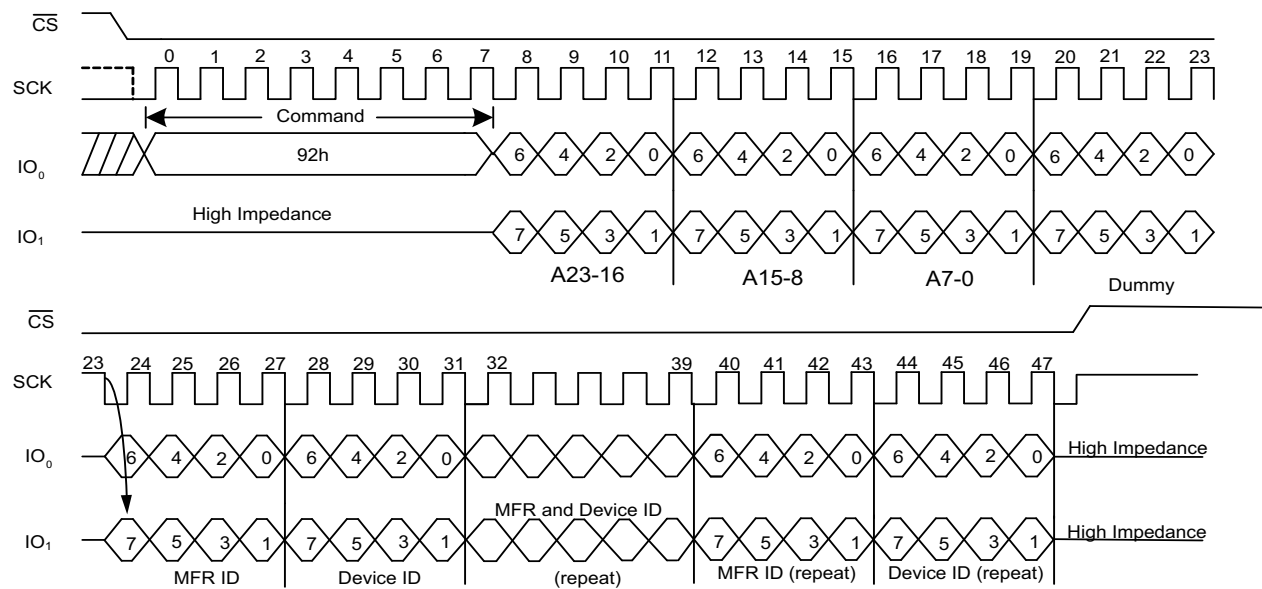 CS
0 1 2 3 4 5 6 7 8 9 10 11 12 13 14 15 16 17 18 19 20 21 22 23
SCK
Command
IO0 92h 6 4 2 0 6 4 2 0 6 4 2 0 6 4 2 0
High Impedance
IO1 7 5 3 1 7 5 3 1 7 5 3 1 7 5 3 1
A23-16 A15-8 A7-0 Dummy
CS
23 24 25 26 27 28 29 30 31 32 39 40 41 42 43 44 45 46 47
SCK
IO0 6 4 2 0 6 4 2 0 6 4 2 0 6 4 2 0 High Impedance
MFR and Device ID
IO1 7 5 3 1 7 5 3 1 7 5 3 1 7 5 3 1 High Impedance
MFR ID Device ID (repeat) MFR ID (repeat) Device ID (repeat)